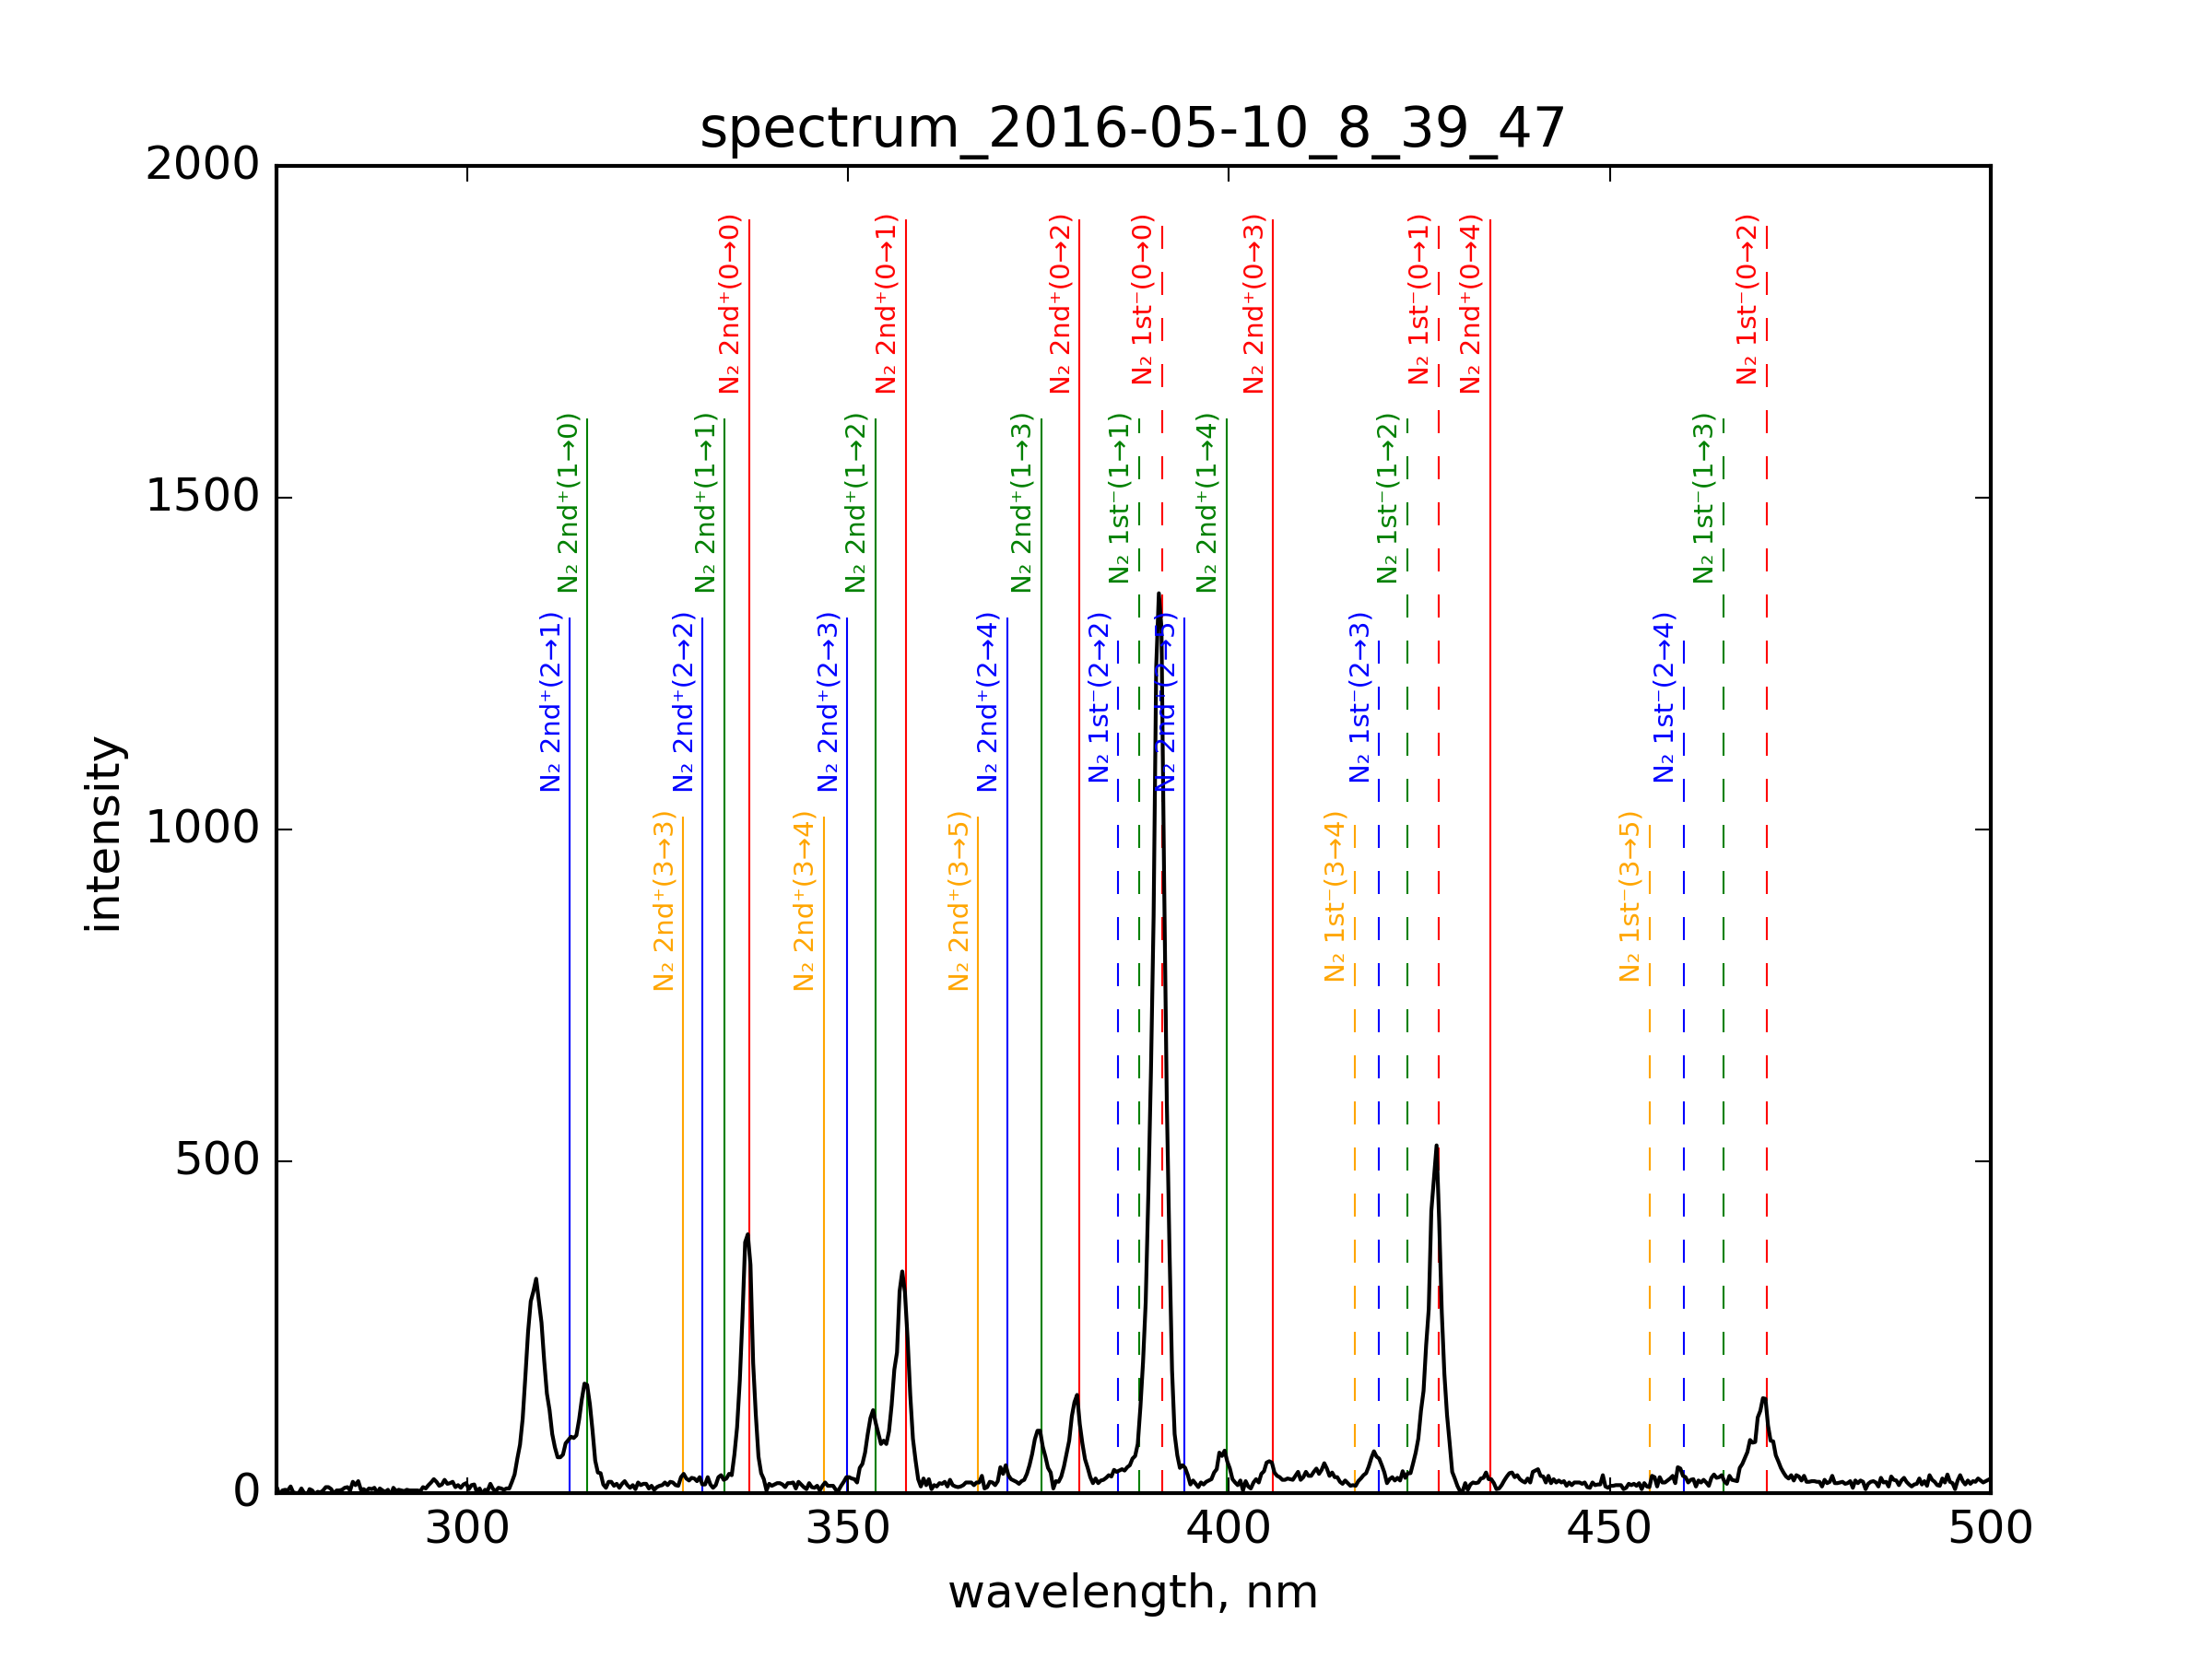 spectrum_2016-05-10_8_39_47
2000
1500
1000
500
0
intensity
N₂ 2nd⁺(0→0)
N₂ 2nd⁺(0→1)
N₂ 2nd⁺(0→2)
N₂ 1st⁻(0→0)
N₂ 2nd⁺(0→3)
N₂ 1st⁻(0→1)
N₂ 2nd⁺(0→4)
N₂ 1st⁻(0→2)
N₂ 2nd⁺(1→0)
N₂ 2nd⁺(1→1)
N₂ 2nd⁺(1→2)
N₂ 2nd⁺(1→3)
N₂ 1st⁻(1→1)
N₂ 2nd⁺(1→4)
N₂ 1st⁻(1→2)
N₂ 1st⁻(1→3)
N₂ 2nd⁺(2→1)
N₂ 2nd⁺(2→2)
N₂ 2nd⁺(2→3)
N₂ 2nd⁺(2→4)
N₂ 1st⁻(2→2)
N₂ 2nd⁺(2→5)
N₂ 1st⁻(2→3)
N₂ 1st⁻(2→4)
N₂ 2nd⁺(3→3)
N₂ 2nd⁺(3→4)
N₂ 2nd⁺(3→5)
N₂ 1st⁻(3→4)
N₂ 1st⁻(3→5)
300 350 400 450 500
wavelength, nm